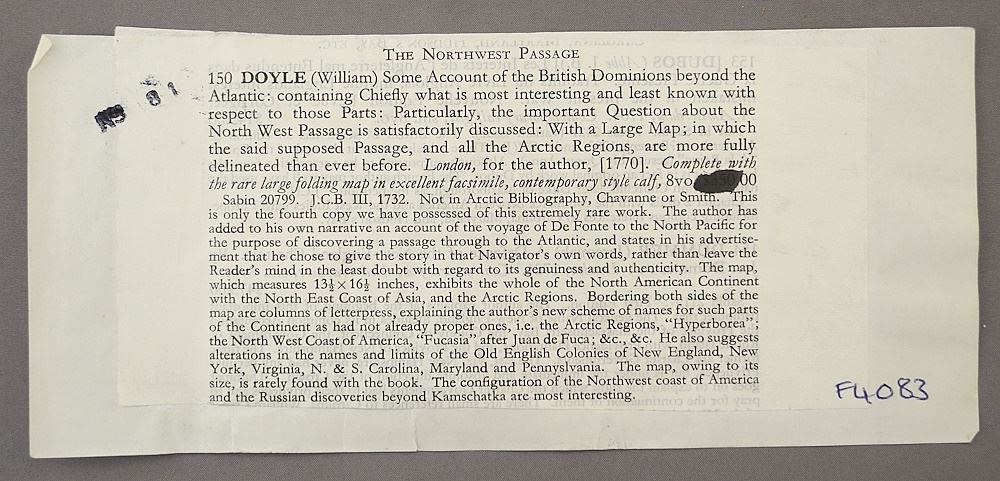 THE NORTHWEST PASSAGE
150 DOYLE (William) Some Account of the British Dominions beyond the
Atlantic: containing Chiefly what is most interesting and least known with
respect to those Parts: Particularly, the important Question about the
North West Passage is satisfactorily discussed: With a Large Map; in which
the said supposed Passage, and all the Arctic Regions, are more fully
delineated than ever before. London, for the author, [1770]. Complete with
the rare large folding map in excellent facsimile, contemporary style calf, 8vo 00
Sabin 20799. J.C.B. III, 1732. Not in Arctic Bibliography, Chavanne or Smith. This
is only the fourth copy we have possessed of this extremely rare work. The author has
added to his own narrative an account of the voyage of De Fonte to the North Pacific for
the purpose of discovering a passage through to the Atlantic, and states in his advertise-
ment that he chose to give the story in that Navigator's own words, rather than leave the
Reader's mind in the least doubt with regard to its genuineness and authenticity. The map,
which measures 13½ × 16½ inches, exhibits the whole of the North American Continent
with the North East Coast of Asia, and the Arctic Regions. Bordering both sides of the
map are columns of letterpress, explaining the author's new scheme of names for such parts
of the Continent as had not already proper ones, i.e. the Arctic Regions, "Hyperborea";
the North West Coast of America, "Fucasia" after Juan de Fuca; &c., &c. He also suggests
alterations in the names and limits of the Old English Colonies of New England, New
York, Virginia, N. & S. Carolina, Maryland and Pennyslvania. The map, owing to its
size, is rarely found with the book. The configuration of the Northwest coast of America
and the Russian discoveries beyond Kamschatka are most interesting.
F4083